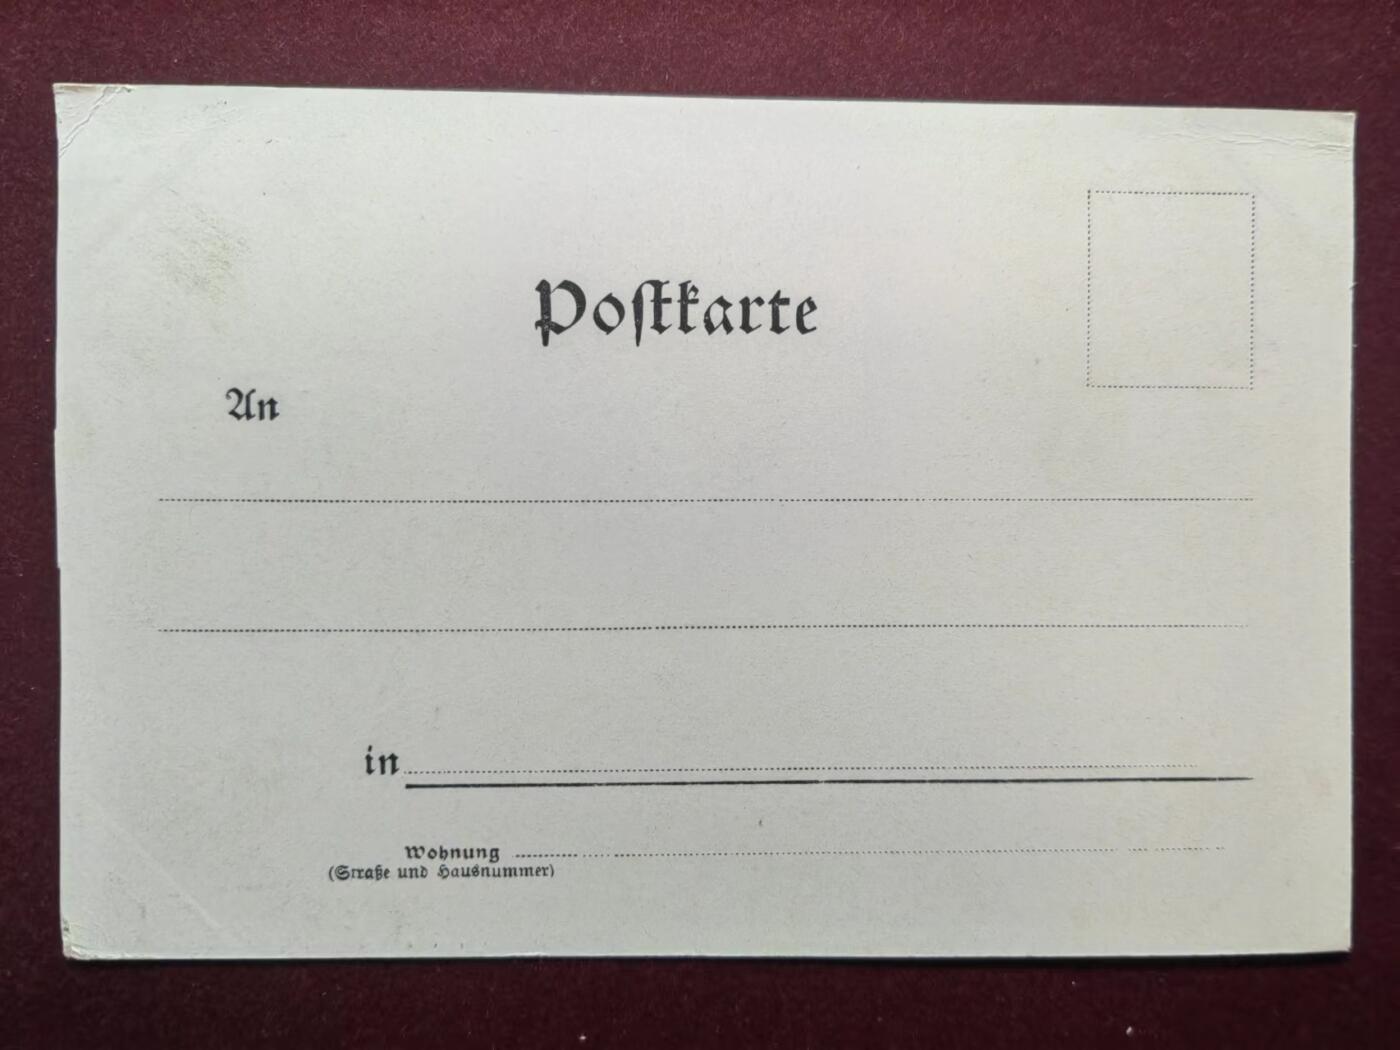 Poſtkarte
An
in
Wohnung
(Straße und Hausnummer)